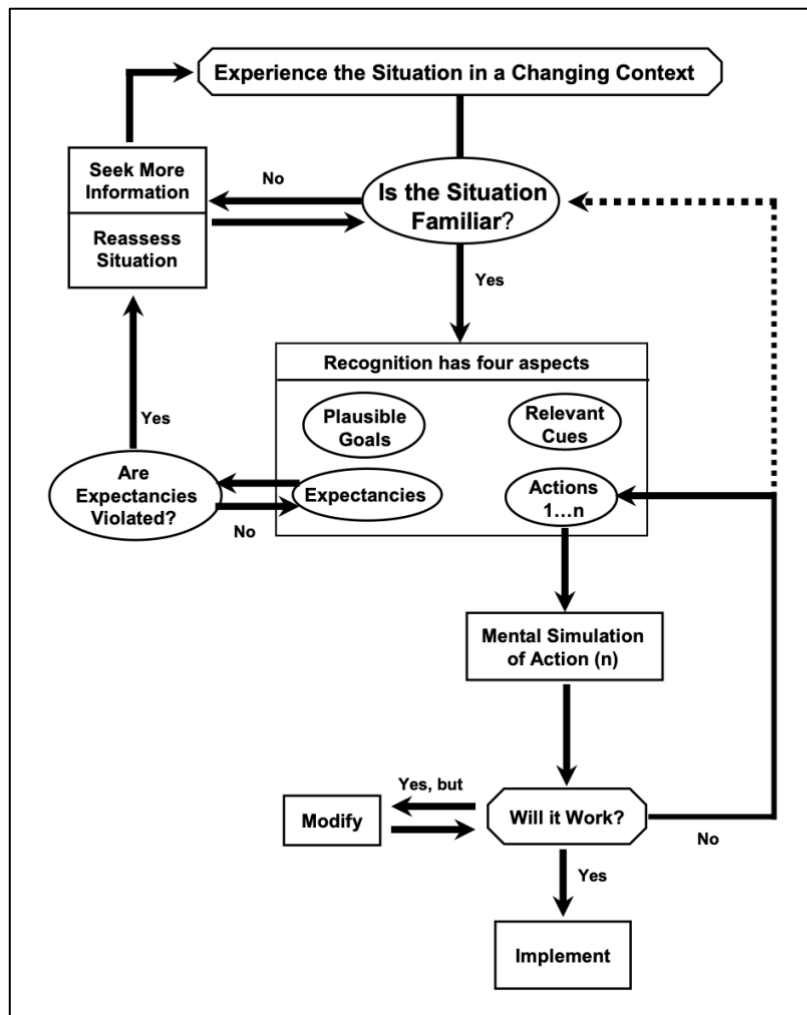 Experience the Situation in a Changing Context
Seek More
Information
No
Is the Situation
Familiar?
Reassess
Situation
Yes
Recognition has four aspects
Plausible
Goals
Relevant
Cues
Yes
Are
Expectancies
Violated?
Expectancies
Actions
1...n
No
Mental Simulation
of Action (n)
Yes, but
Modify
Will it Work?
No
Yes
Implement